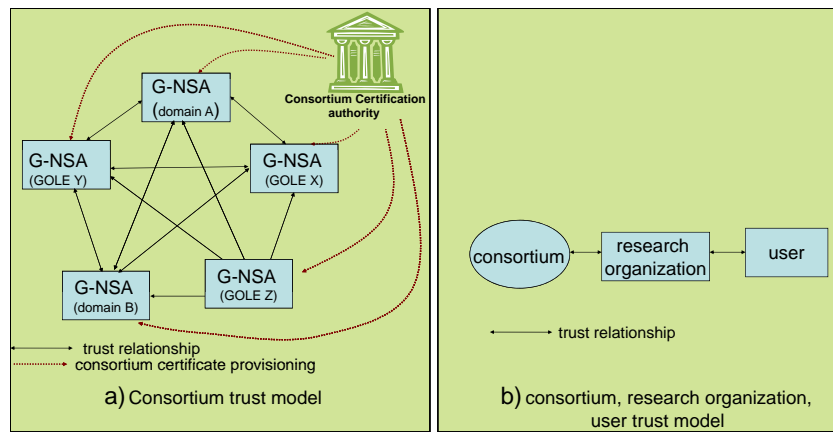 G-NSA
(domain A)
Consortium Certification
authority
G-NSA
(GOLE Y)
G-NSA
(GOLE X)
G-NSA
(domain B)
G-NSA
(GOLE Z)
trust relationship
consortium certificate provisioning
a) Consortium trust model
consortium
research
organization
user
trust relationship
b) consortium, research organization,
user trust model